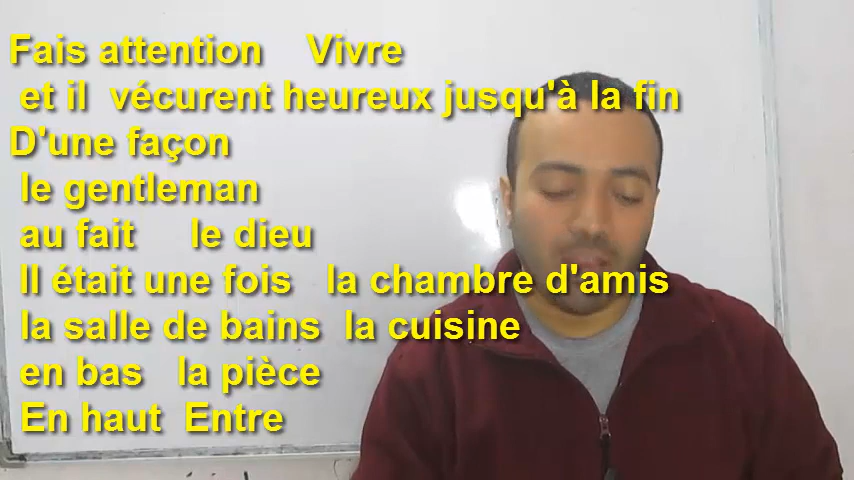 Fais attention Vivre
et il vécurent heureux jusqu'à la fin
D'une façon
le gentleman
au fait le dieu
Il était une fois la chambre d'amis
la salle de bains la cuisine
en bas la pièce
En haut Entre